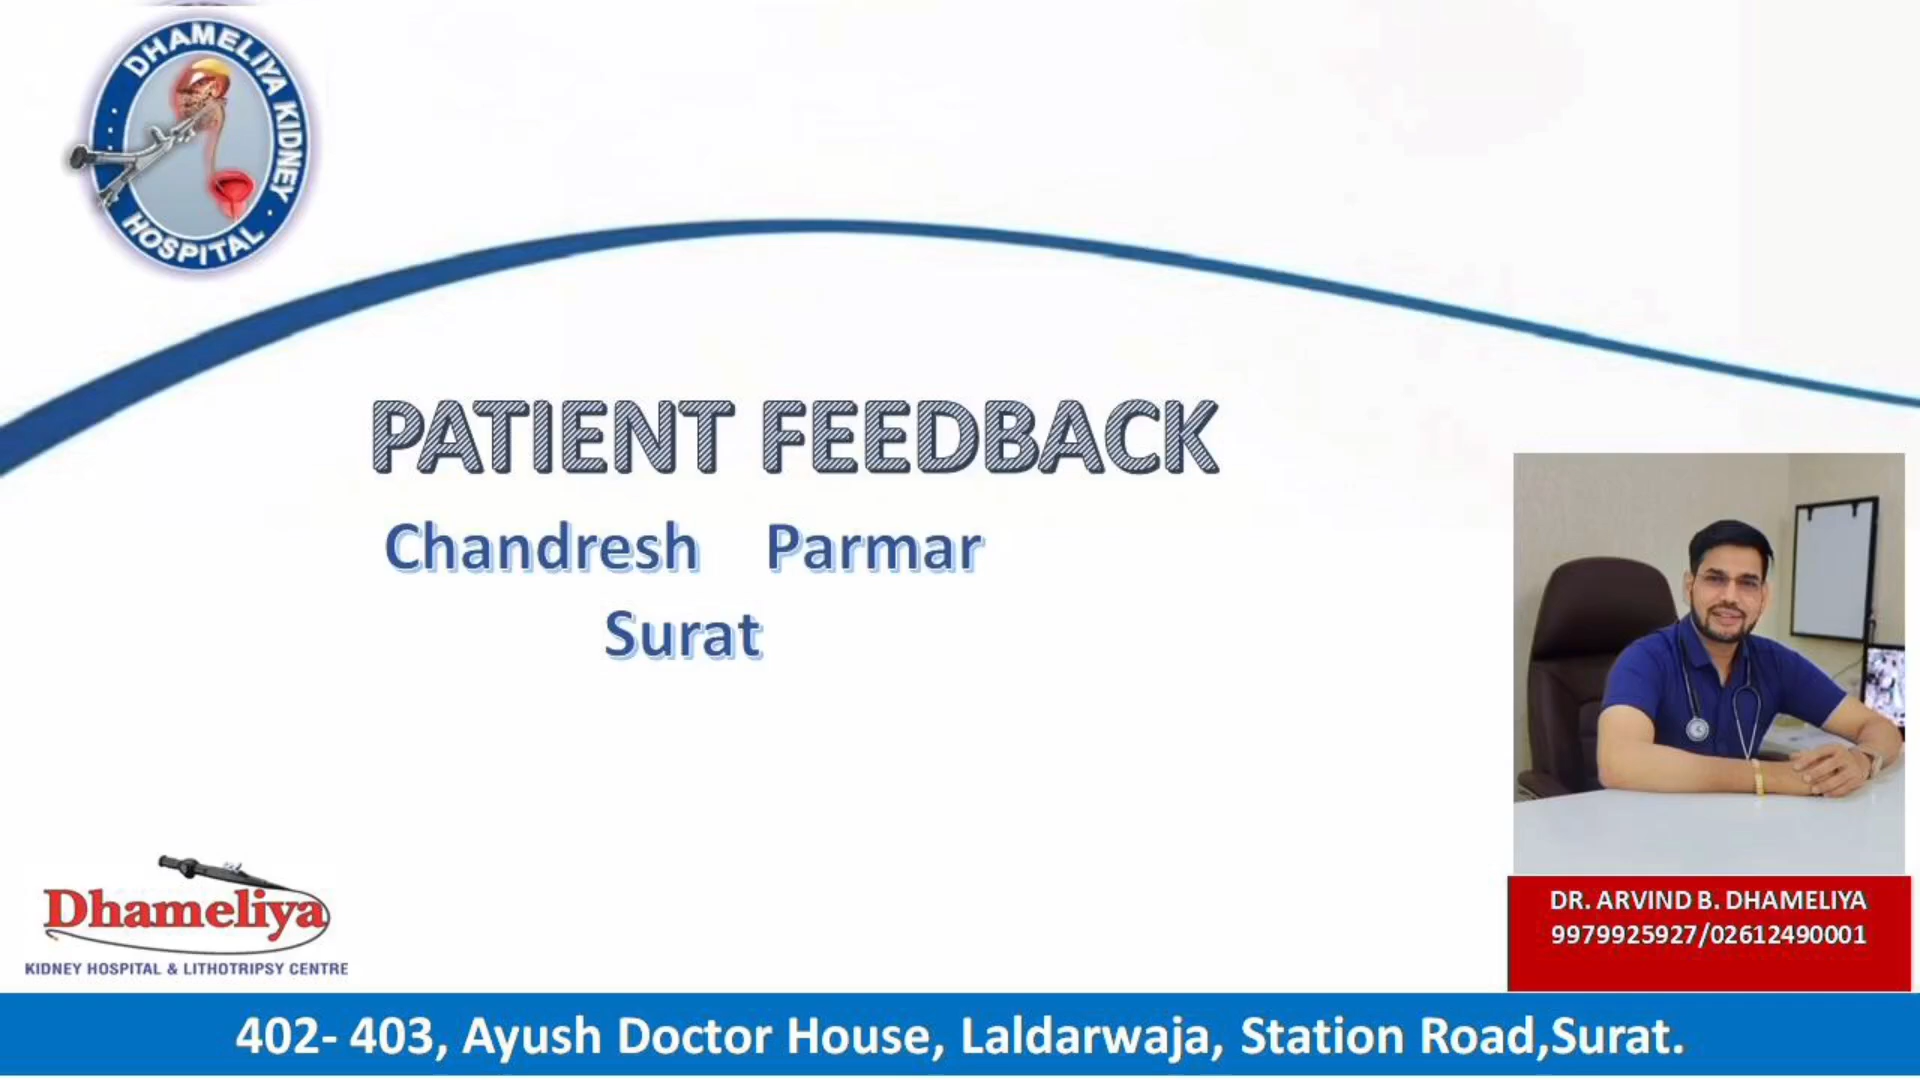 DHAMELIYA KIDNEY
HOSPITAL
PATIENT FEEDBACK
Chandresh Parmar
Surat
Dhameliya
KIDNEY HOSPITAL & LITHOTRIPSY CENTRE
DR. ARVIND B. DHAMELIYA
9979925927/02612490001
402- 403, Ayush Doctor House, Laldarwaja, Station Road,Surat.